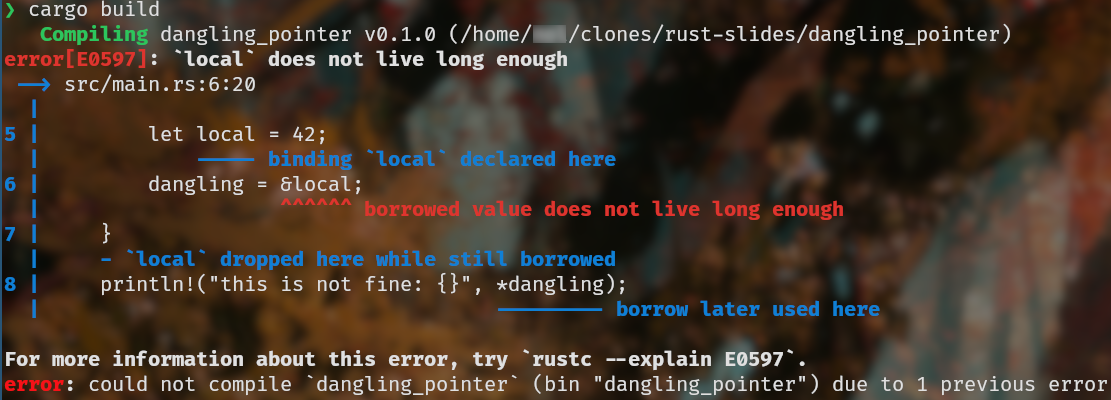 ❯ cargo build
   Compiling dangling_pointer v0.1.0 (/home/ /clones/rust-slides/dangling_pointer)
error[E0597]: `local` does not live long enough
 --> src/main.rs:6:20
  |
5 |         let local = 42;
  |             ----- binding `local` declared here
6 |         dangling = &local;
  |                    ^^^^^^ borrowed value does not live long enough
7 |     }
  |     - `local` dropped here while still borrowed
8 |     println!("this is not fine: {}", *dangling);
  |                                      --------- borrow later used here

For more information about this error, try `rustc --explain E0597`.
error: could not compile `dangling_pointer` (bin "dangling_pointer") due to 1 previous error